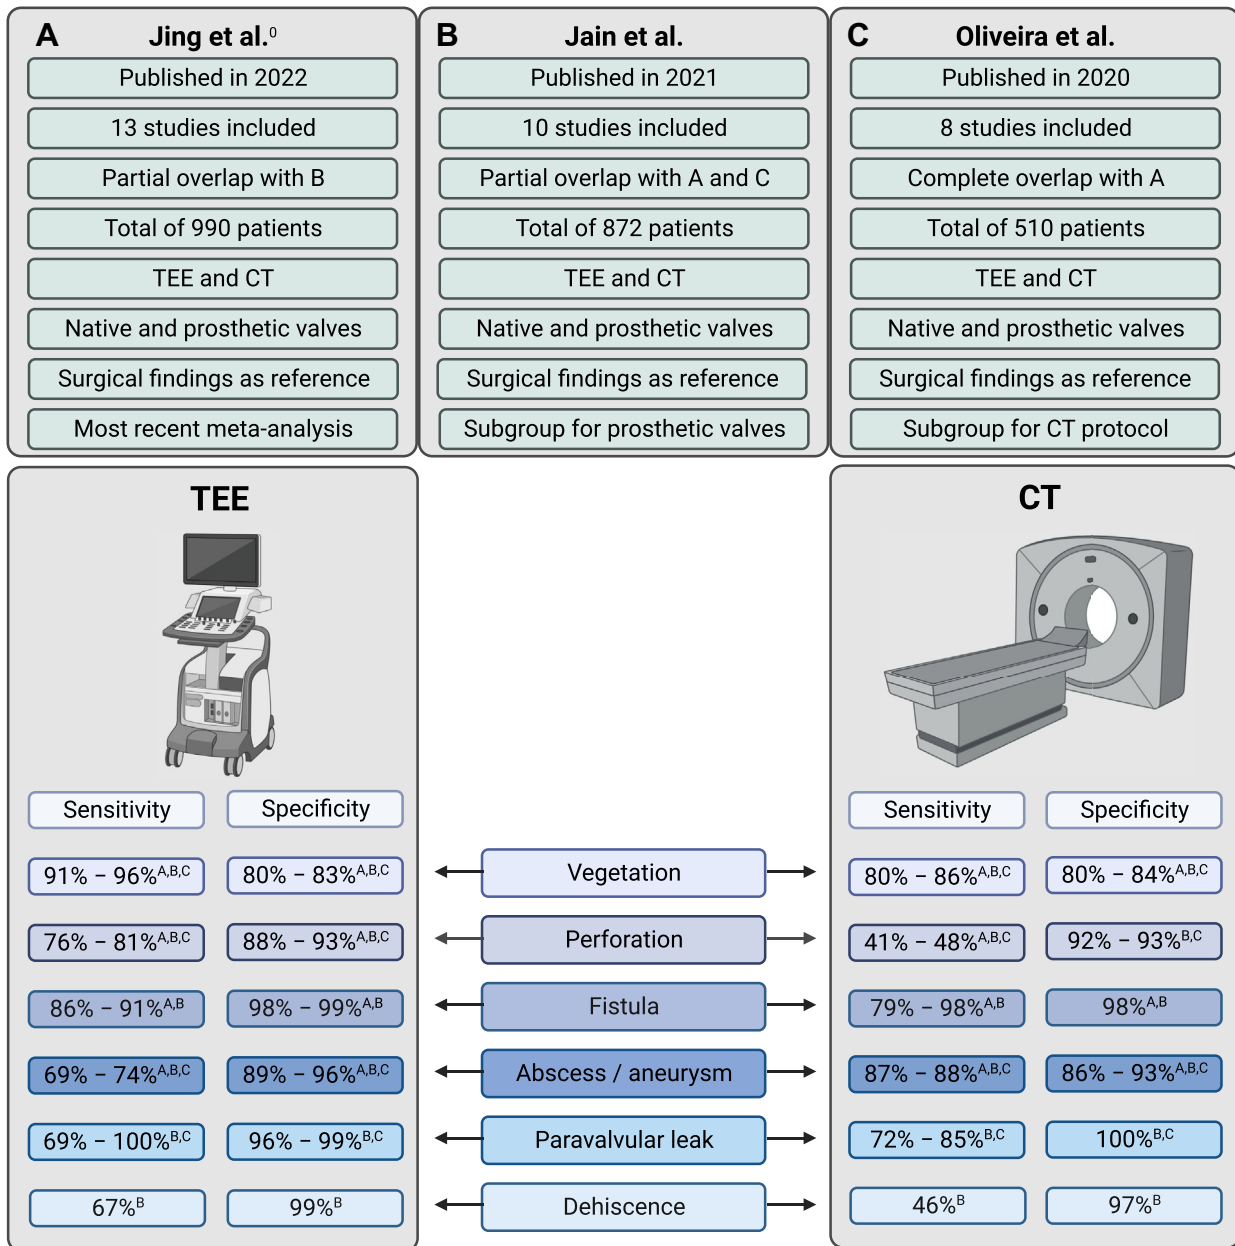 A Jing et al.⁰
Published in 2022
13 studies included
Partial overlap with B
Total of 990 patients
TEE and CT
Native and prosthetic valves
Surgical findings as reference
Most recent meta-analysis
B Jain et al.
Published in 2021
10 studies included
Partial overlap with A and C
Total of 872 patients
TEE and CT
Native and prosthetic valves
Surgical findings as reference
Subgroup for prosthetic valves
C Oliveira et al.
Published in 2020
8 studies included
Complete overlap with A
Total of 510 patients
TEE and CT
Native and prosthetic valves
Surgical findings as reference
Subgroup for CT protocol
TEE
CT
Sensitivity Specificity Sensitivity Specificity
91% – 96%A,B,C 80% – 83%A,B,C Vegetation 80% – 86%A,B,C 80% – 84%A,B,C
76% – 81%A,B,C 88% – 93%A,B,C Perforation 41% – 48%A,B,C 92% – 93%B,C
86% – 91%A,B 98% – 99%A,B Fistula 79% – 98%A,B 98%A,B
69% – 74%A,B,C 89% – 96%A,B,C Abscess / aneurysm 87% – 88%A,B,C 86% – 93%A,B,C
69% – 100%B,C 96% – 99%B,C Paravalvular leak 72% – 85%B,C 100%B,C
67%B 99%B Dehiscence 46%B 97%B